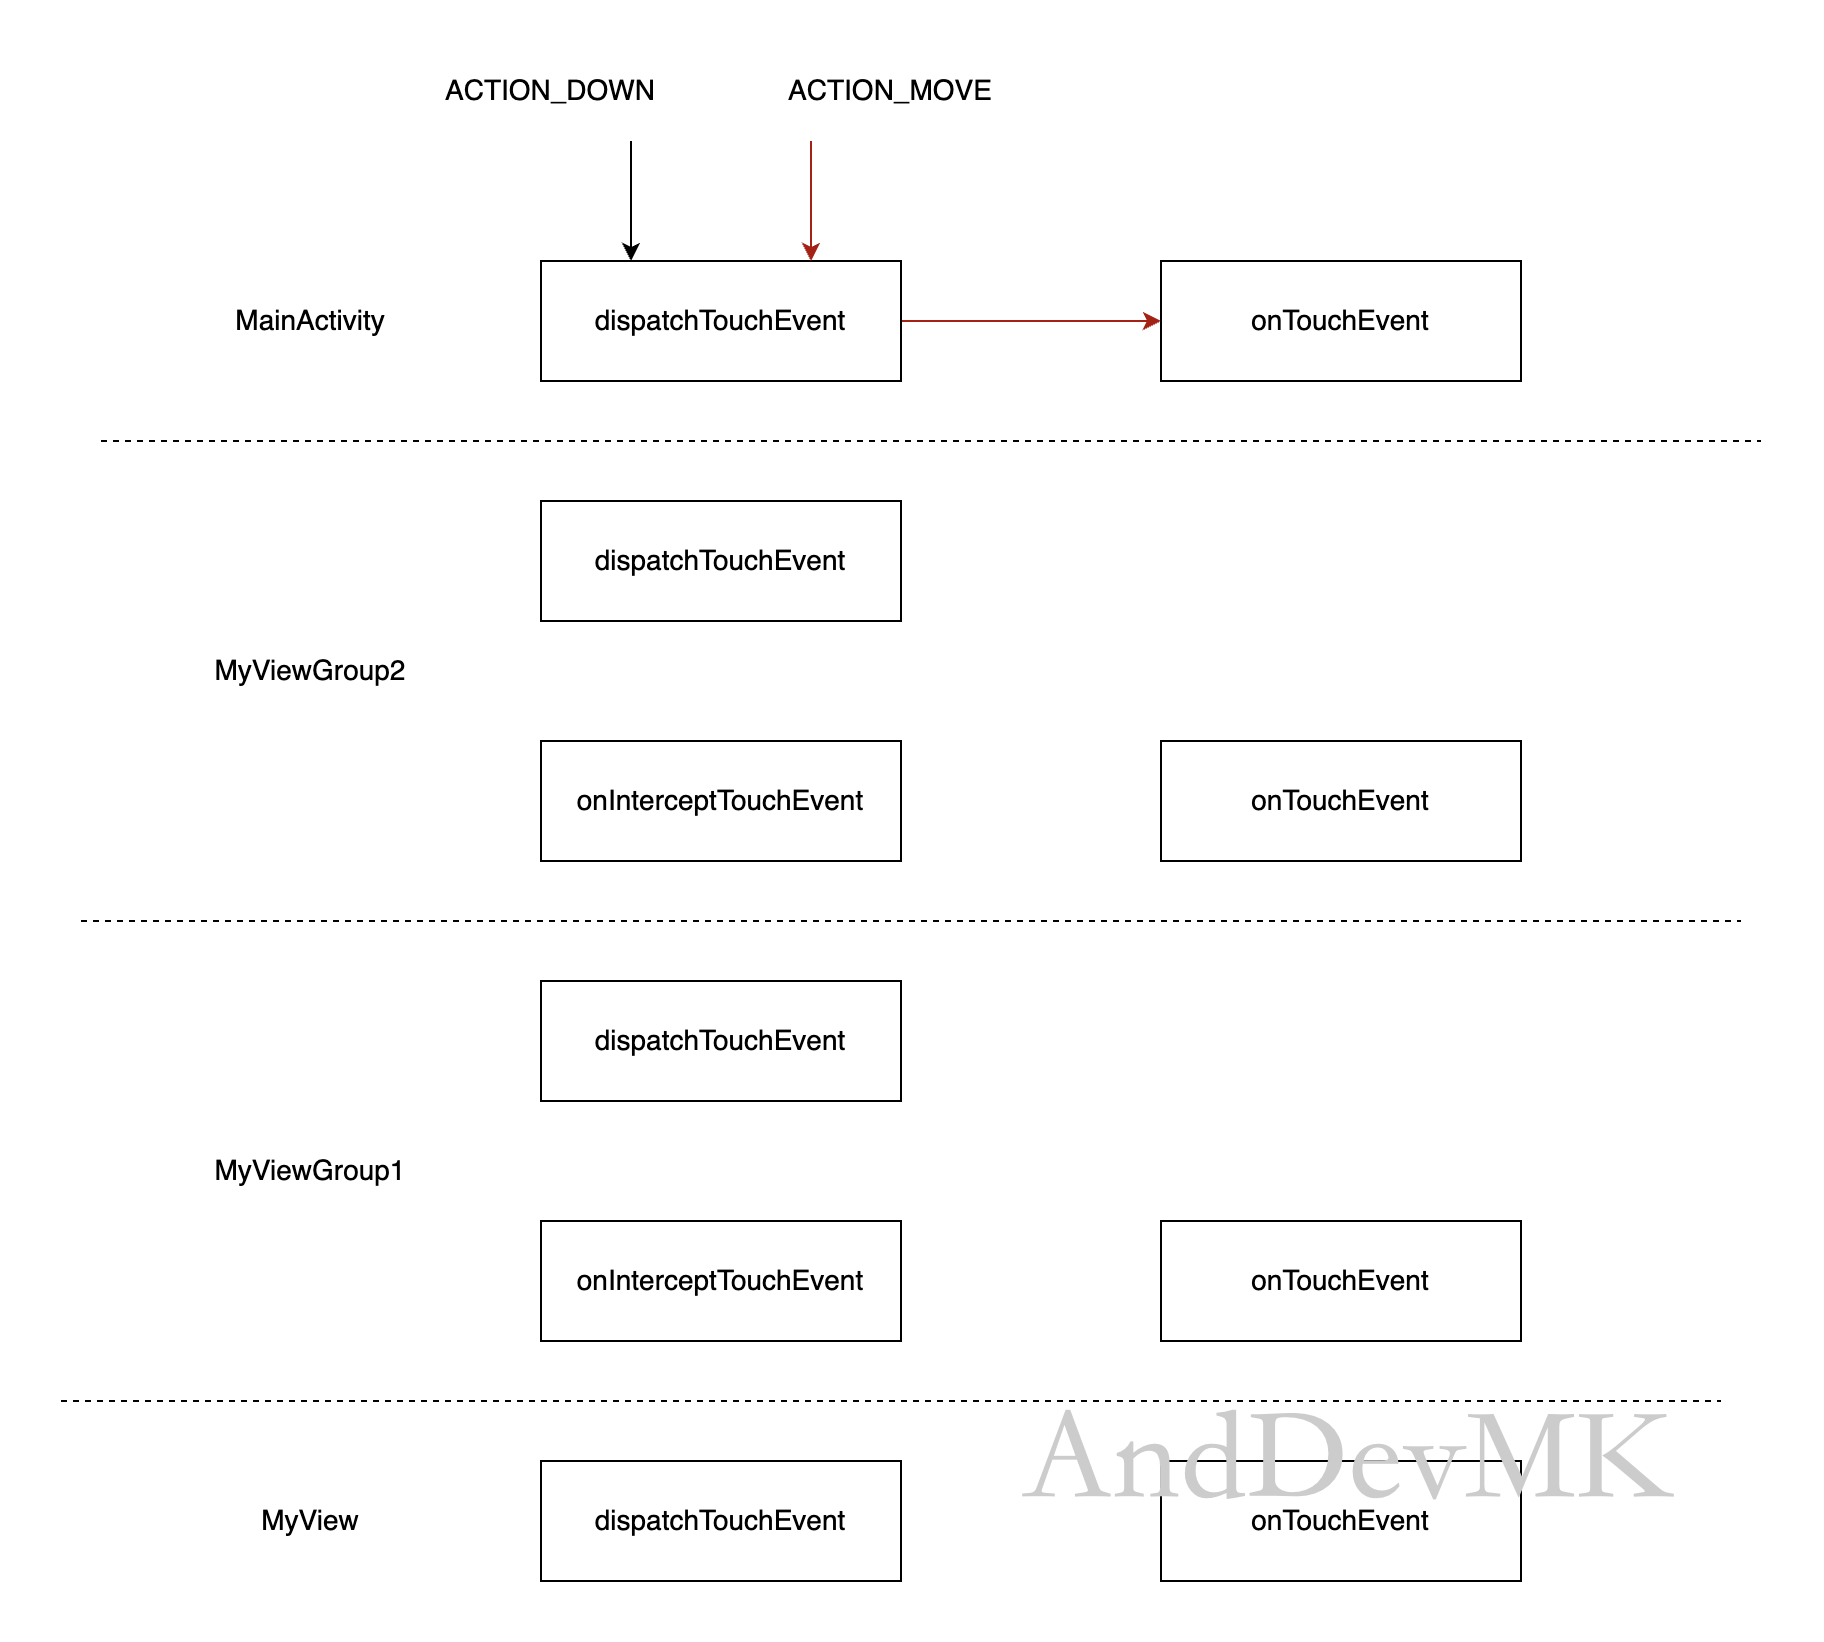 ACTION_DOWN ACTION_MOVE
MainActivity dispatchTouchEvent onTouchEvent
dispatchTouchEvent
MyViewGroup2
onInterceptTouchEvent onTouchEvent
dispatchTouchEvent
MyViewGroup1
onInterceptTouchEvent onTouchEvent
AndDevMK
MyView dispatchTouchEvent onTouchEvent